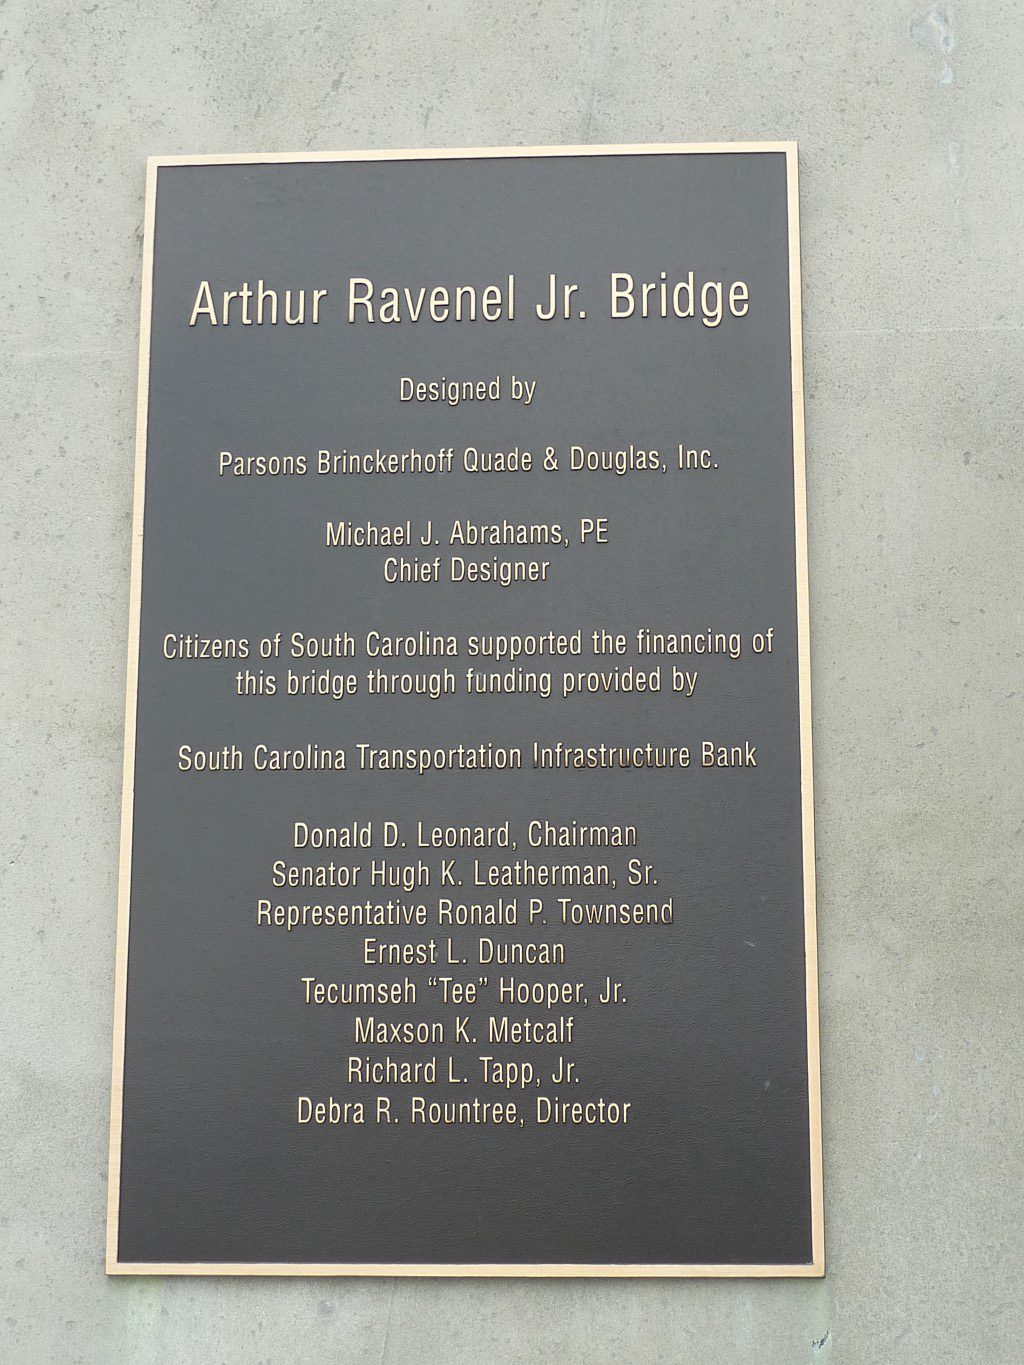 Arthur Ravenel Jr. Bridge
Designed by
Parsons Brinckerhoff Quade & Douglas, Inc.
Michael J. Abrahams, PE
Chief Designer
Citizens of South Carolina supported the financing of
this bridge through funding provided by
South Carolina Transportation Infrastructure Bank
Donald D. Leonard, Chairman
Senator Hugh K. Leatherman, Sr.
Representative Ronald P. Townsend
Ernest L. Duncan
Tecumseh “Tee” Hooper, Jr.
Maxson K. Metcalf
Richard L. Tapp, Jr.
Debra R. Rountree, Director